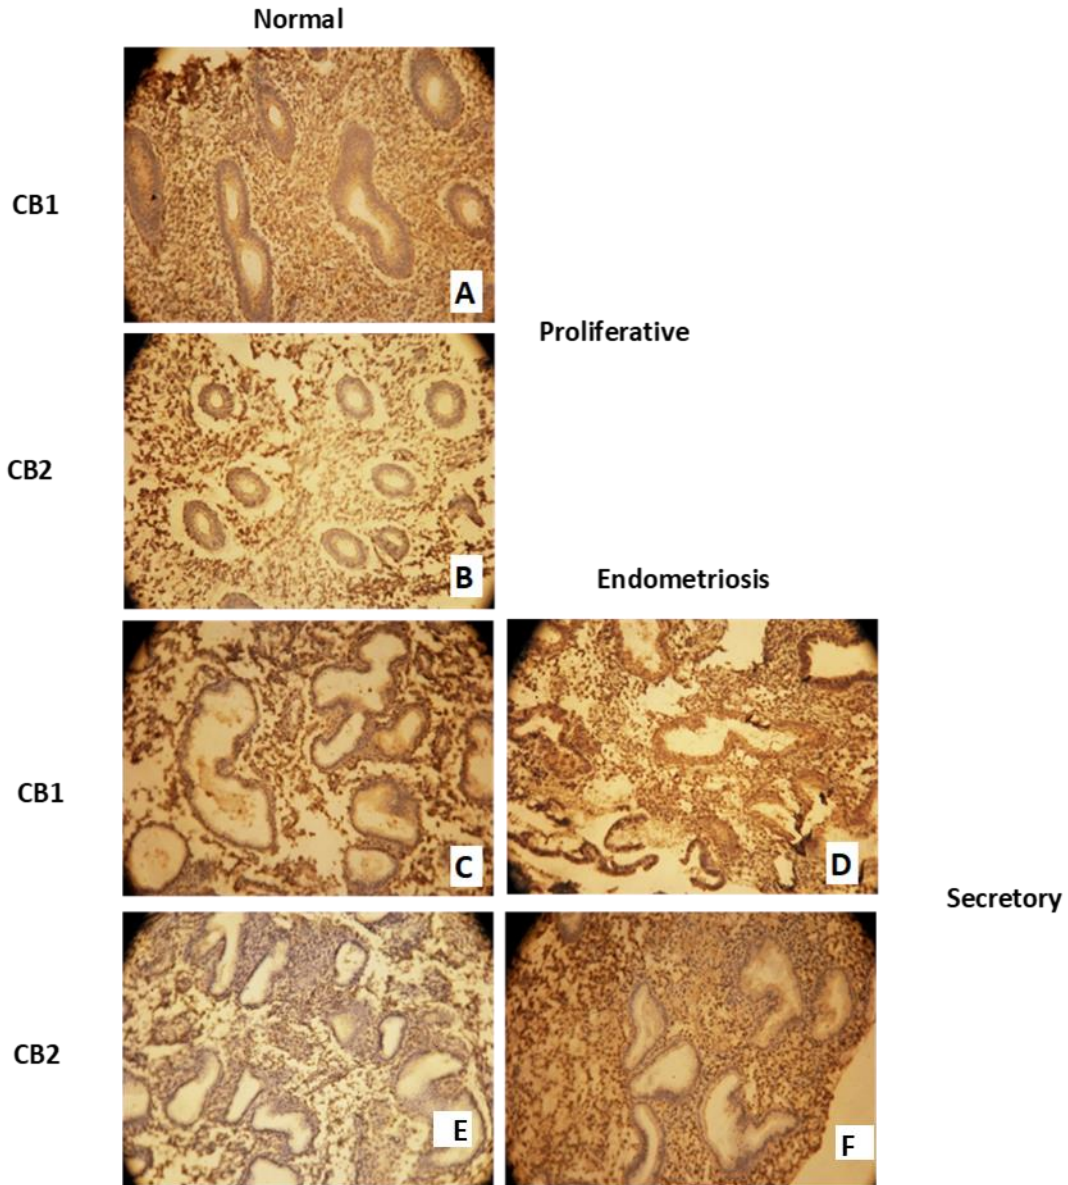 Normal
CB1
A
Proliferative
CB2
B
Endometriosis
CB1
C
D
Secretory
CB2
E
F